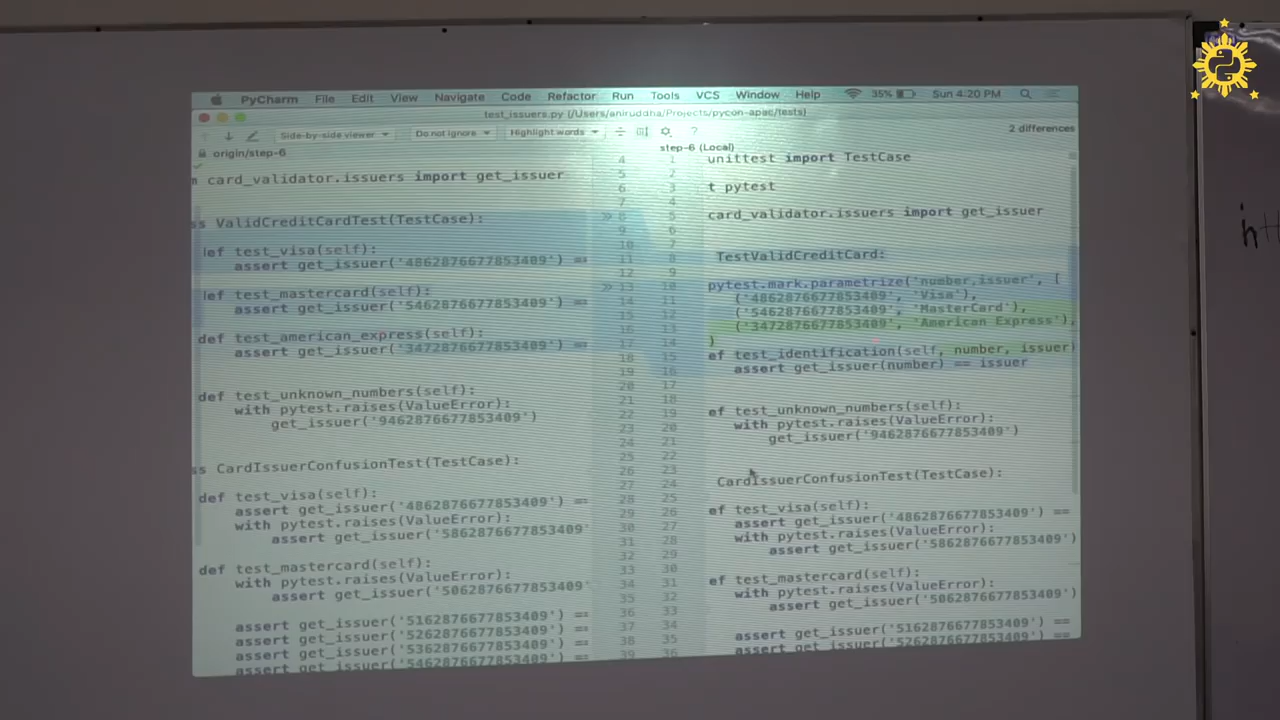 PyCharm File Edit View Navigate Code Refactor Run Tools VCS Window Help 35% Sun 4:20 PM
test_issuers.py (/Users/aniruddha/Projects/pycon-apac/tests)
Side-by-side viewer Do not ignore Highlight words ? 2 differences
origin/step-6
step-6 (Local)
card_validator.issuers import get_issuer
ss ValidCreditCardTest(TestCase):
def test_visa(self):
assert get_issuer('4862876677853409') ==
def test_mastercard(self):
assert get_issuer('5462876677853409') ==
def test_american_express(self):
assert get_issuer('3472876677853409') ==
def test_unknown_numbers(self):
with pytest.raises(ValueError):
get_issuer('9462876677853409')
ss CardIssuerConfusionTest(TestCase):
def test_visa(self):
assert get_issuer('4862876677853409') ==
with pytest.raises(ValueError):
assert get_issuer('5862876677853409'
def test_mastercard(self):
with pytest.raises(ValueError):
assert get_issuer('5062876677853409'
assert get_issuer('5162876677853409') ==
assert get_issuer('5262876677853409') ==
assert get_issuer('5362876677853409') ==
assert get_issuer('5462876677853409') ==
unittest import TestCase
t pytest
card_validator.issuers import get_issuer
TestValidCreditCard:
pytest.mark.parametrize('number,issuer', [
('4862876677853409', 'Visa'),
('5462876677853409', 'MasterCard'),
('3472876677853409', 'American Express'),
ef test_identification(self, number, issuer)
assert get_issuer(number) == issuer
ef test_unknown_numbers(self):
with pytest.raises(ValueError):
get_issuer('9462876677853409')
CardIssuerConfusionTest(TestCase):
ef test_visa(self):
assert get_issuer('4862876677853409') ==
with pytest.raises(ValueError):
assert get_issuer('5862876677853409')
ef test_mastercard(self):
with pytest.raises(ValueError):
assert get_issuer('5062876677853409')
assert get_issuer('5162876677853409') ==
assert get_issuer('5262876677853409') ==